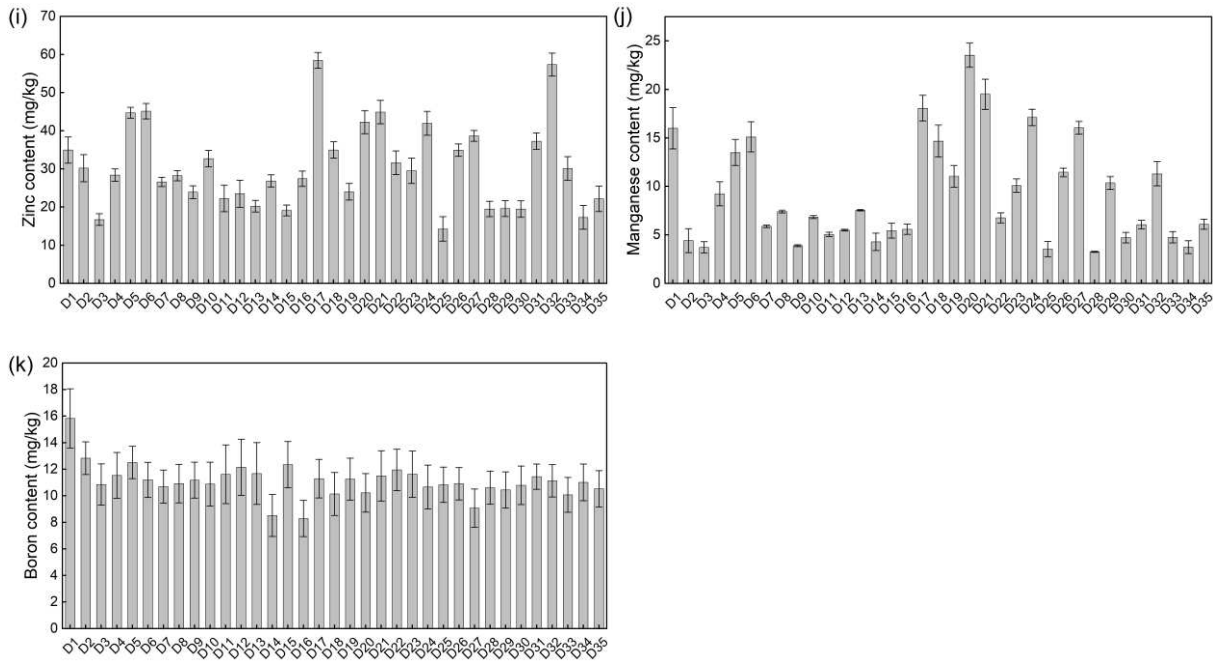 (i)
Zinc content (mg/kg)
70
60
50
40
30
20
10
0
D1 D2 D3 D4 D5 D6 D7 D8 D9 D10 D11 D12 D13 D14 D15 D16 D17 D18 D19 D20 D21 D22 D23 D24 D25 D26 D27 D28 D29 D30 D31 D32 D33 D34 D35
(j)
Manganese content (mg/kg)
25
20
15
10
5
0
D1 D2 D3 D4 D5 D6 D7 D8 D9 D10 D11 D12 D13 D14 D15 D16 D17 D18 D19 D20 D21 D22 D23 D24 D25 D26 D27 D28 D29 D30 D31 D32 D33 D34 D35
(k)
Boron content (mg/kg)
20
18
16
14
12
10
8
6
4
2
0
D1 D2 D3 D4 D5 D6 D7 D8 D9 D10 D11 D12 D13 D14 D15 D16 D17 D18 D19 D20 D21 D22 D23 D24 D25 D26 D27 D28 D29 D30 D31 D32 D33 D34 D35